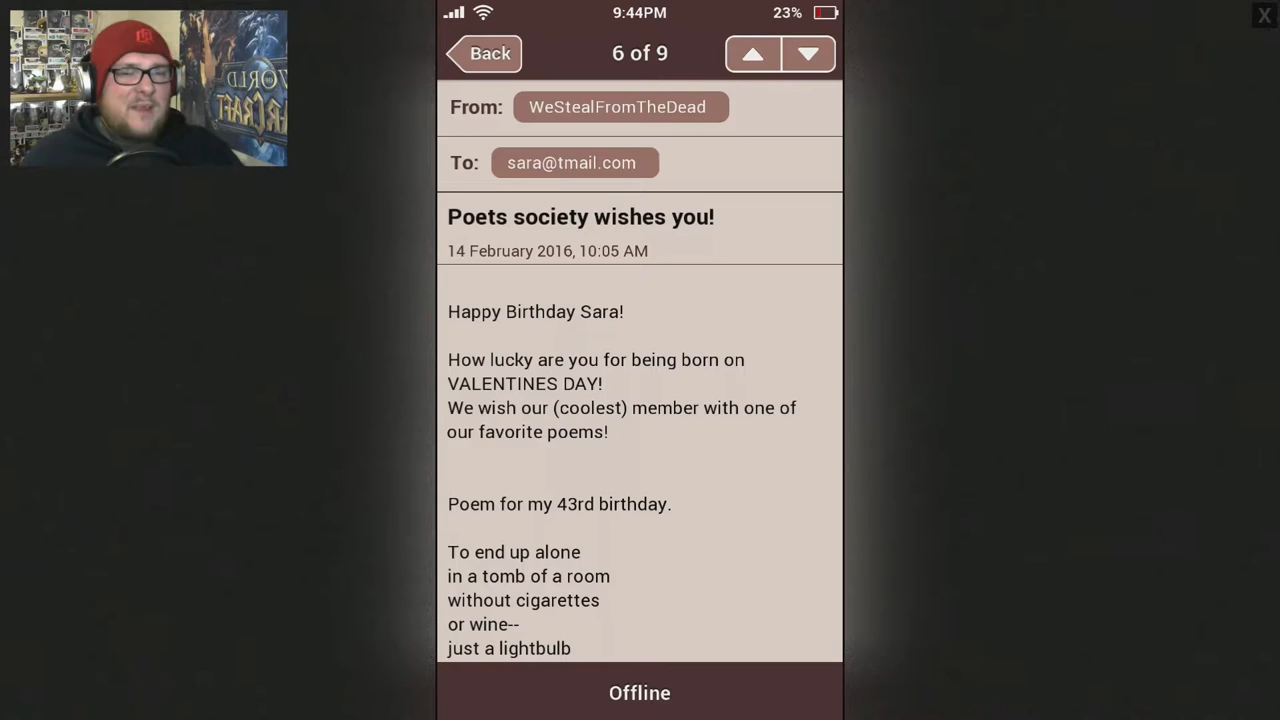 9:44PM
23%
X
Back
6 of 9
From: WeStealFromTheDead
To: sara@tmail.com
Poets society wishes you!
14 February 2016, 10:05 AM
Happy Birthday Sara!
How lucky are you for being born on
VALENTINES DAY!
We wish our (coolest) member with one of
our favorite poems!
Poem for my 43rd birthday.
To end up alone
in a tomb of a room
without cigarettes
or wine--
just a lightbulb
Offline
WORLD
WARCRAFT